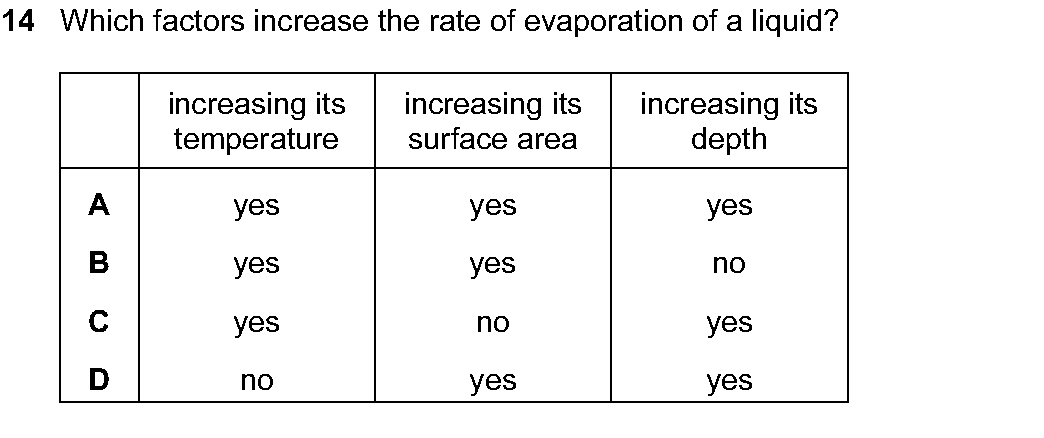 14 Which factors increase the rate of evaporation of a liquid?
increasing its temperature increasing its surface area increasing its depth
A yes yes yes
B yes yes no
C yes no yes
D no yes yes